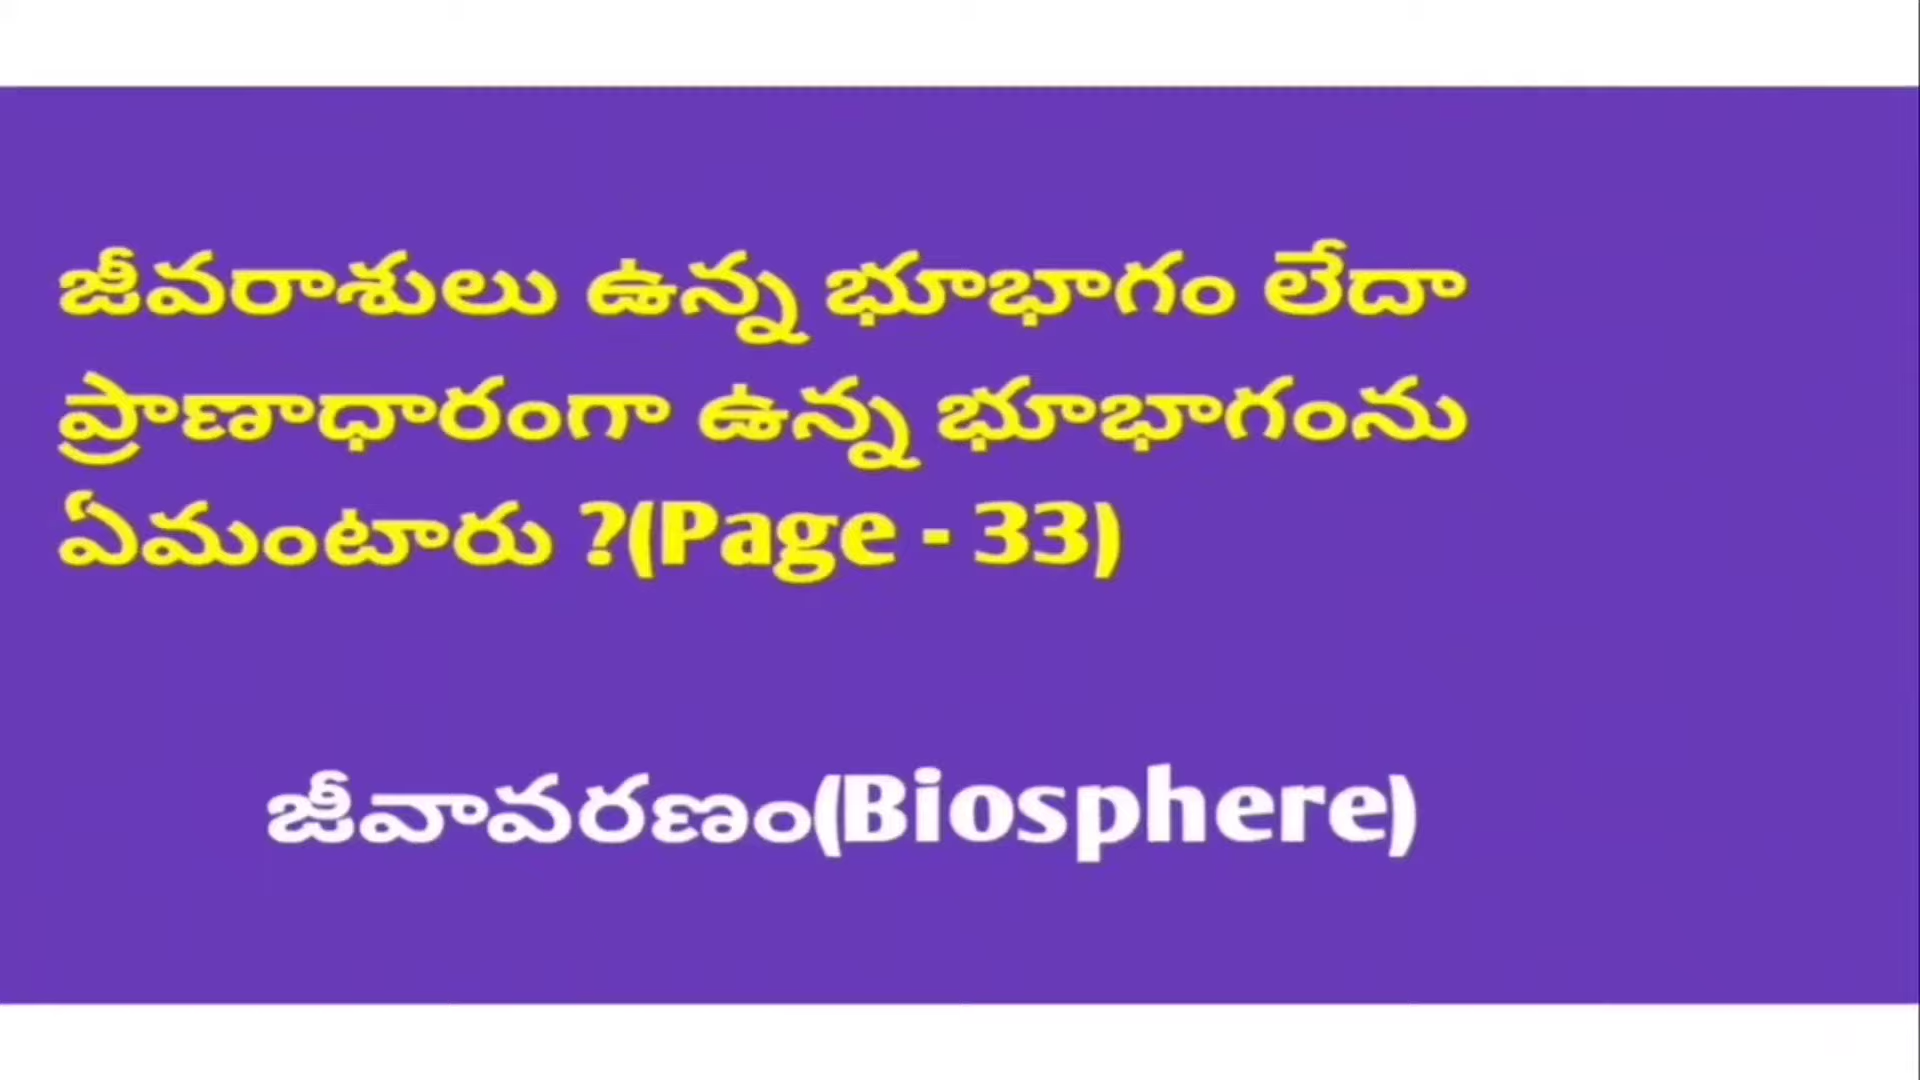 జీవరాశులు ఉన్న భూభాగం లేదా
ప్రాణాధారంగా ఉన్న భూభాగంను
ఏమంటారు ?(Page - 33)
జీవావరణం(Biosphere)